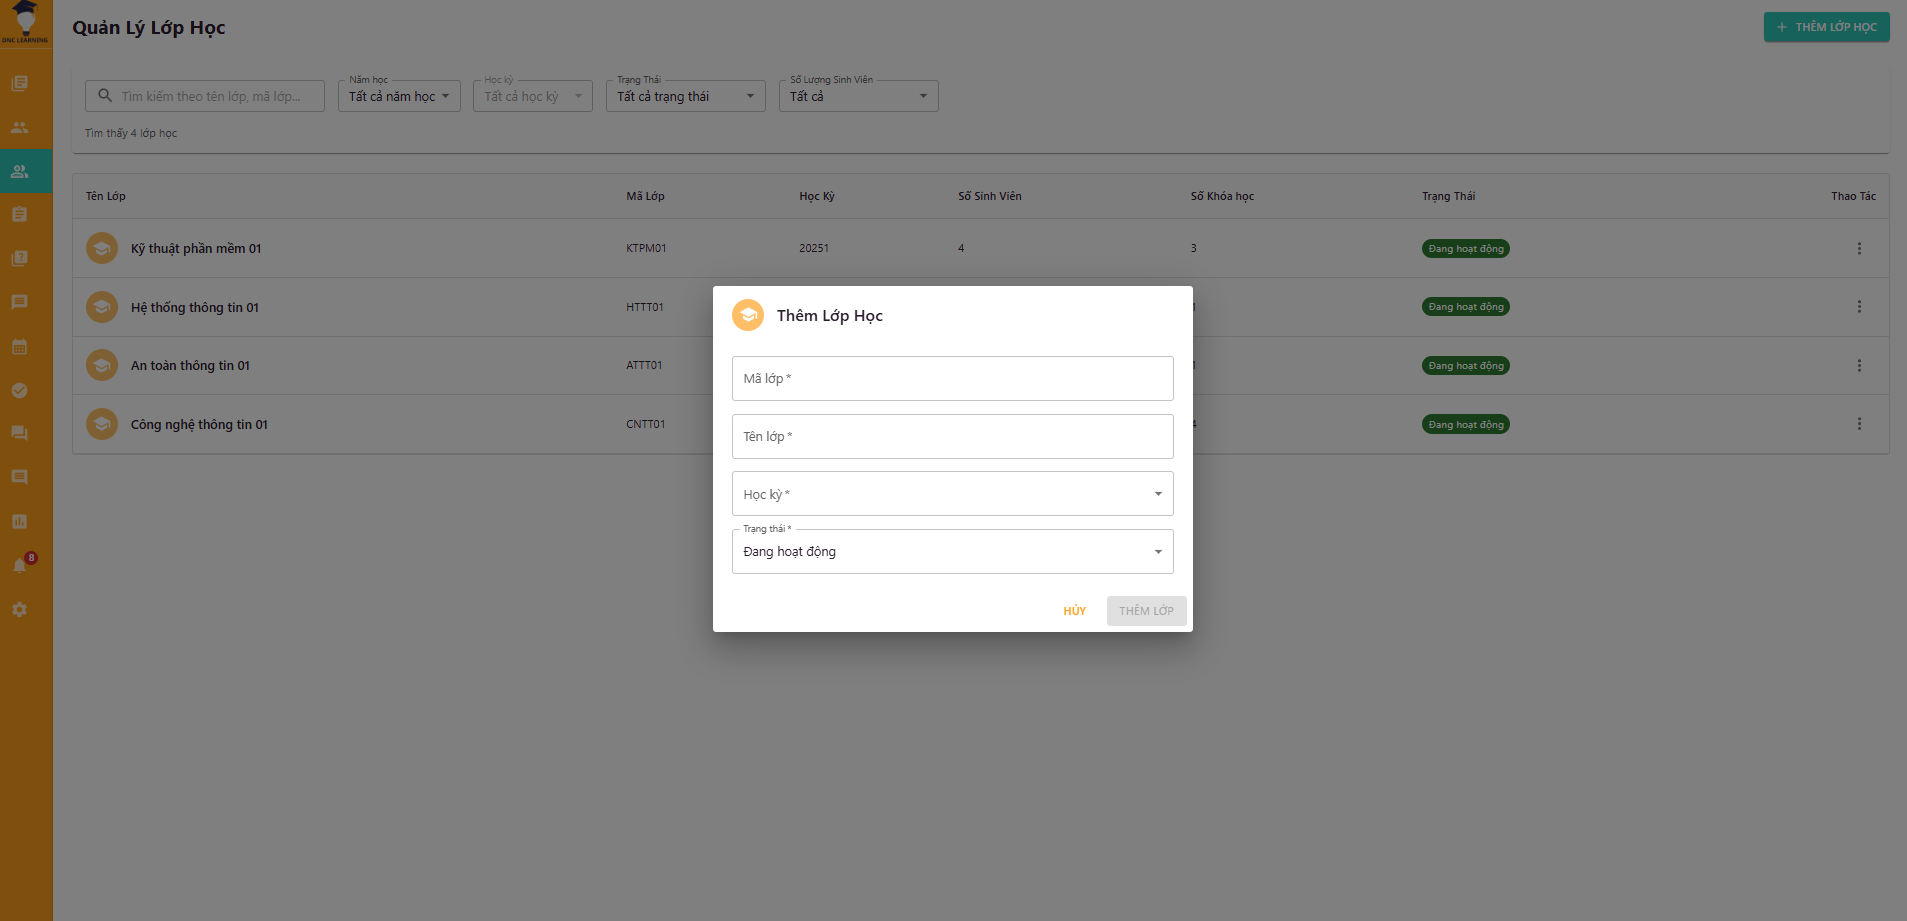 DNC LEARNING
Quản Lý Lớp Học
THÊM LỚP HỌC
Tìm kiếm theo tên lớp, mã lớp...
Năm học
Tất cả năm học
Học kỳ
Tất cả học kỳ
Trạng Thái
Tất cả trạng thái
Số Lượng Sinh Viên
Tất cả
Tìm thấy 4 lớp học
Tên Lớp Mã Lớp Học Kỳ Số Sinh Viên Số Khóa học Trạng Thái Thao Tác
Kỹ thuật phần mềm 01 KTPM01 20251 4 3 Đang hoạt động
Hệ thống thông tin 01 HTTT01 1 Đang hoạt động
An toàn thông tin 01 ATTT01 1 Đang hoạt động
Công nghệ thông tin 01 CNTT01 4 Đang hoạt động
Thêm Lớp Học
Mã lớp *
Tên lớp *
Học kỳ *
Trạng thái *
Đang hoạt động
HỦY
THÊM LỚP
8